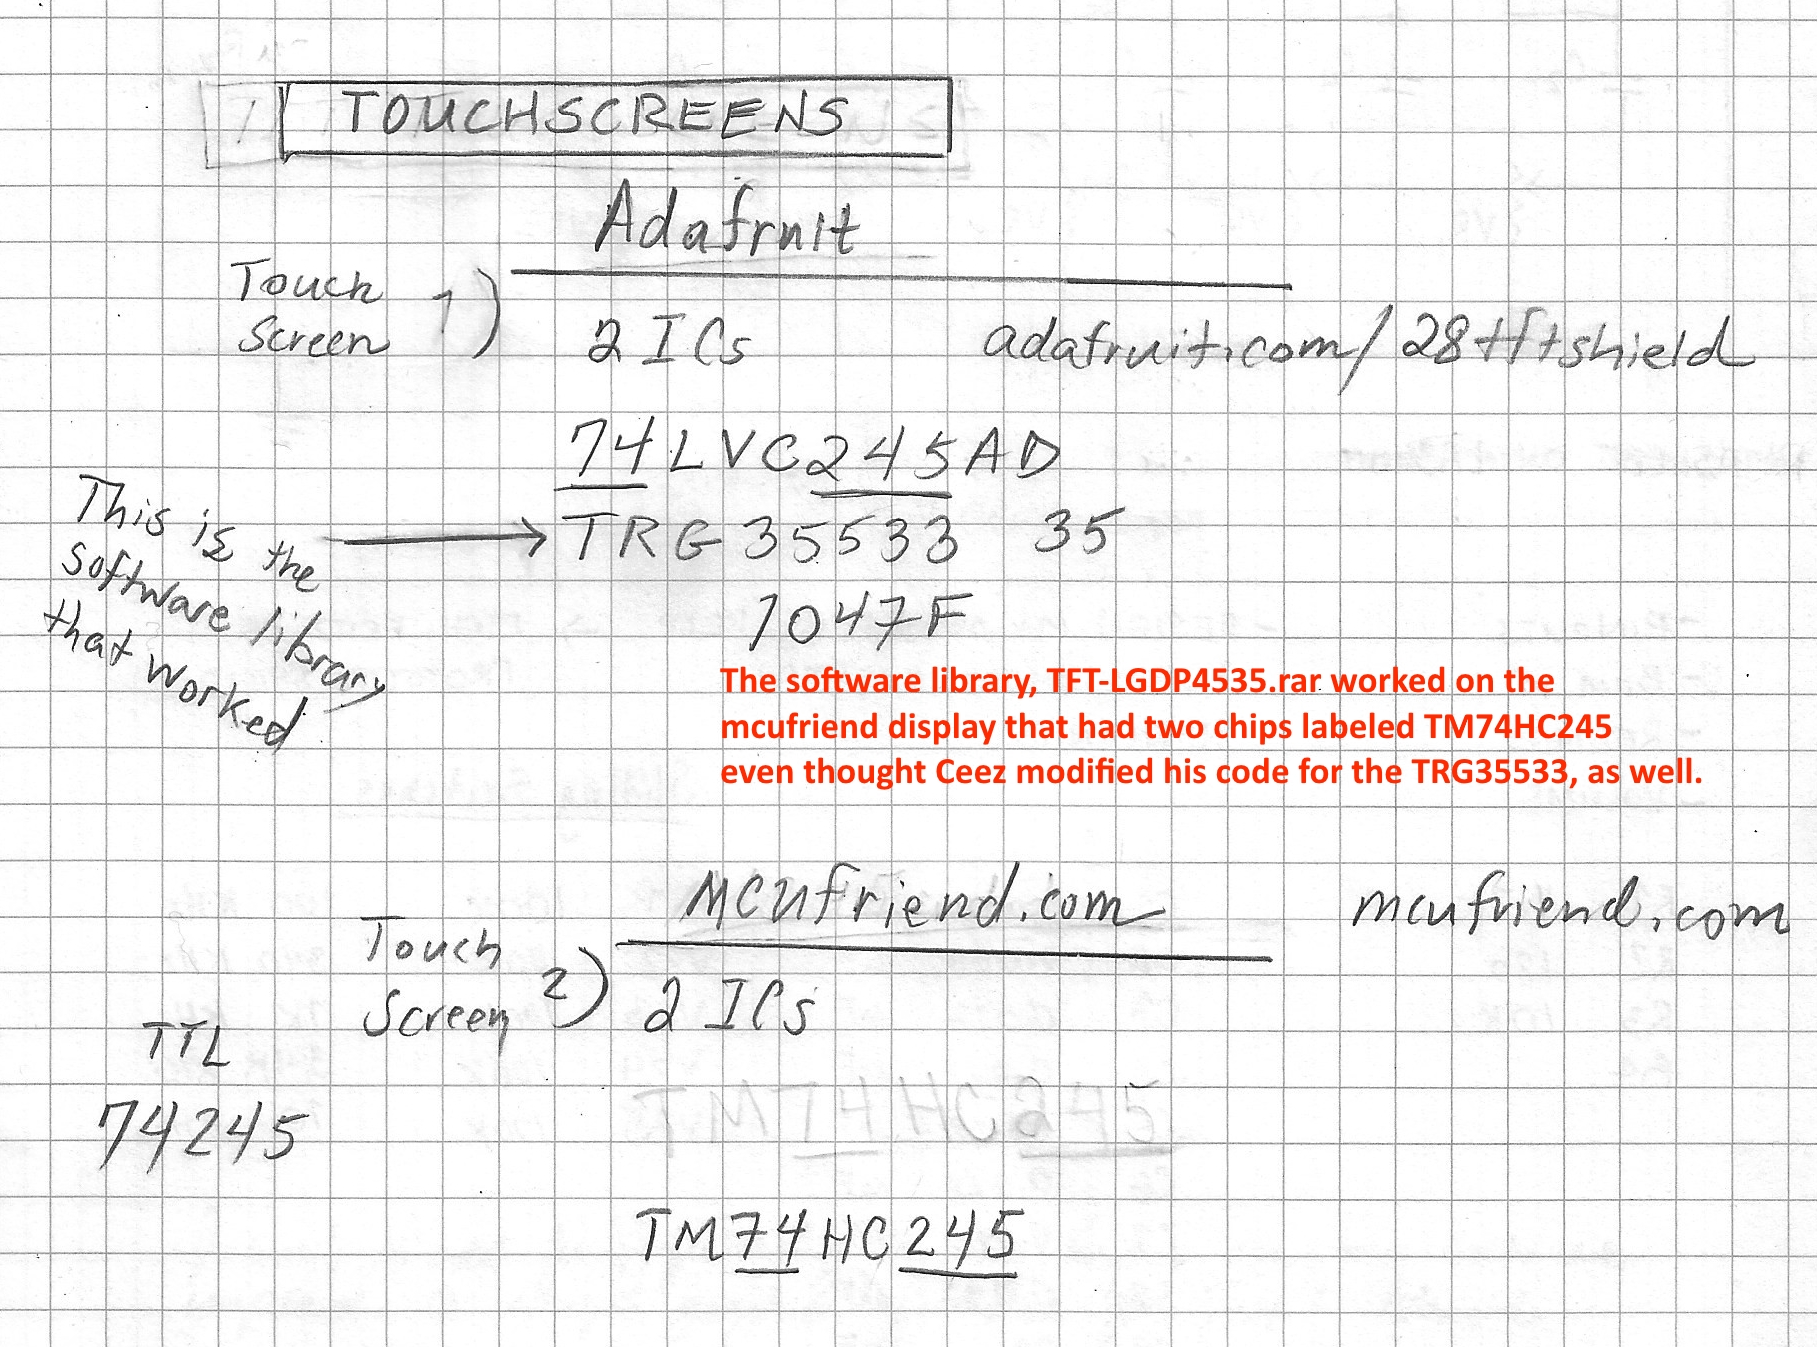 TOUCHSCREENS
Adafruit
Touch Screen 1)
2 ICs adafruit.com/28tftshield
74LVC245AD
TRG 35533 35
1047F
This is the
software library
that worked
The software library, TFT-LGDP4535.rar worked on the
mcufriend display that had two chips labeled TM74HC245
even thought Ceez modified his code for the TRG35533, as well.
MCUfriend.com mcufriend.com
Touch Screen 2)
2 ICs
TTL
74245
TMT4HC245
TM74HC245